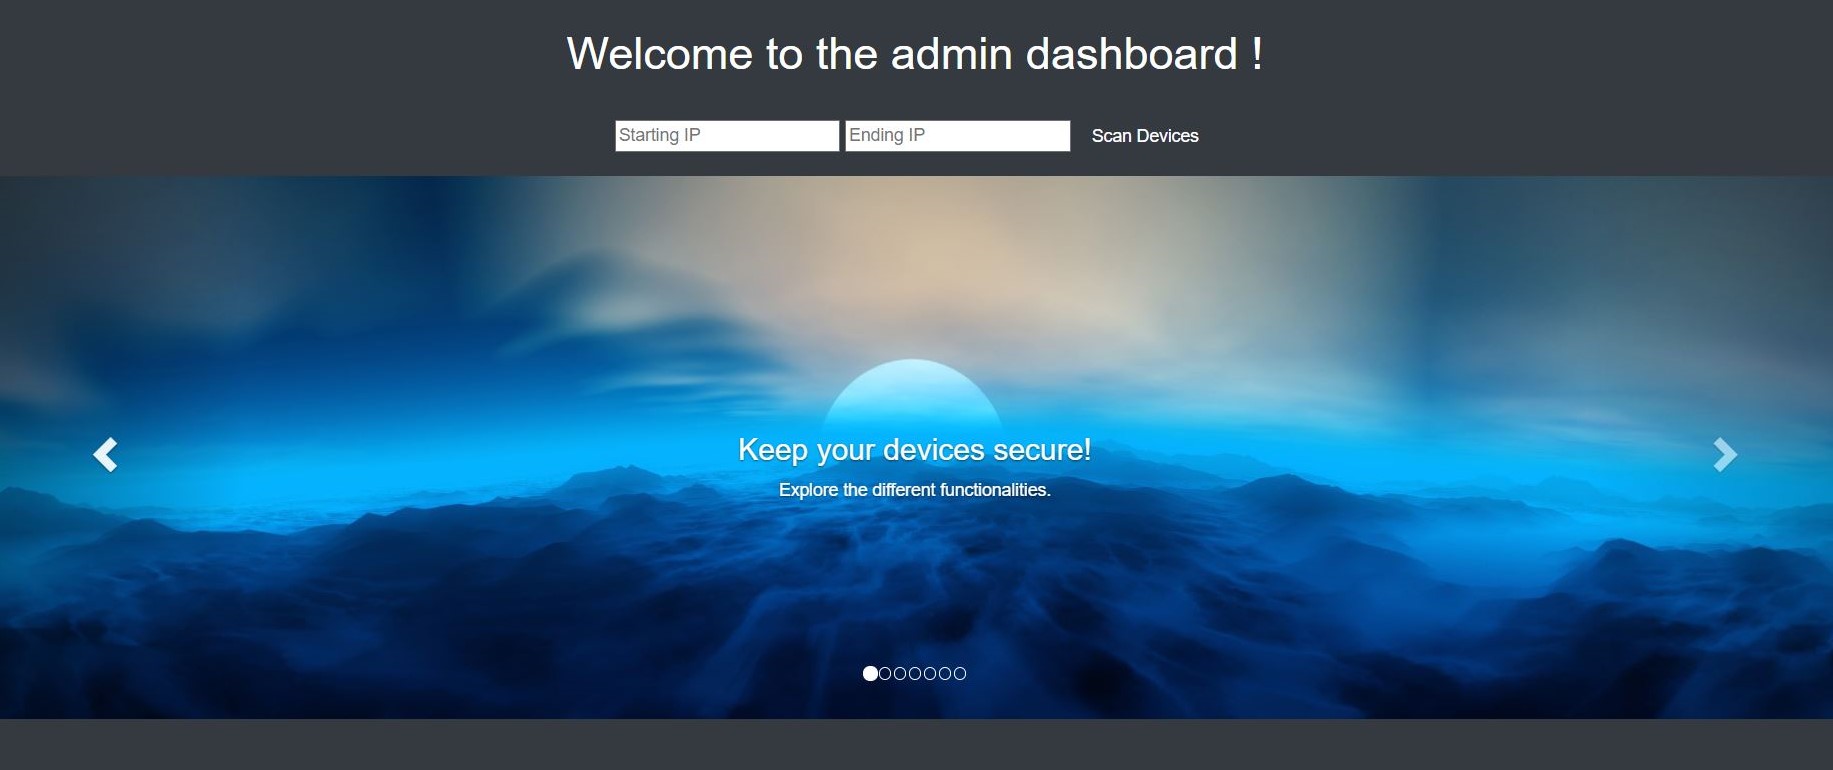 Welcome to the admin dashboard !
Starting IP Ending IP Scan Devices
Keep your devices secure!
Explore the different functionalities.